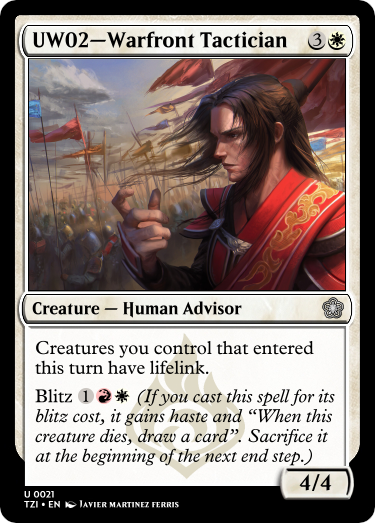 UW02—Warfront Tactician 3
Creature — Human Advisor
Creatures you control that entered
this turn have lifelink.
Blitz 1 (If you cast this spell for its
blitz cost, it gains haste and “When this
creature dies, draw a card”. Sacrifice it
at the beginning of the next end step.)
4/4
U 0021
TZI • EN Javier Martinez Ferris